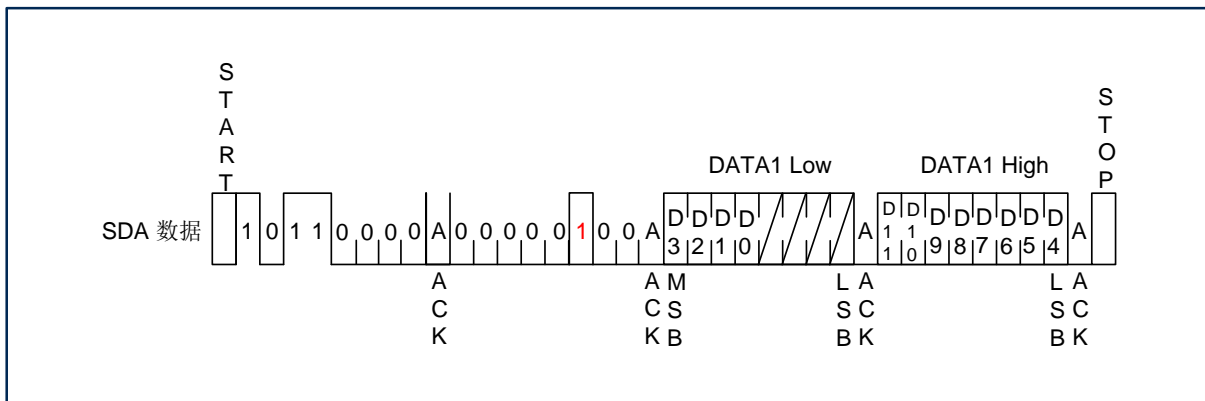 START
STOP
DATA1 Low
DATA1 High
SDA 数据
1 0 1 1 0 0 0 0 A 0 0 0 0 0 1 0 0 A D3 D2 D1 D0 A D11 D10 D9 D8 D7 D6 D5 D4 A
ACK
ACK
MSB
LSB
ACK
LSB
ACK